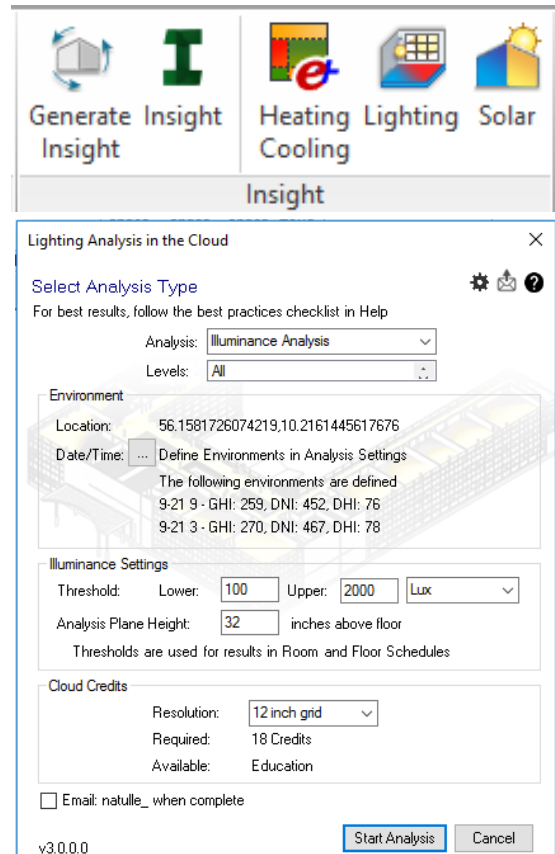 Generate Insight Heating Lighting Solar
Insight Cooling
Insight
Lighting Analysis in the Cloud
Select Analysis Type
For best results, follow the best practices checklist in Help
Analysis: Illuminance Analysis
Levels: All
Environment
Location: 56.1581726074219,10.2161445617676
Date/Time: ... Define Environments in Analysis Settings
The following environments are defined
9-21 9 - GHI: 259, DNI: 452, DHI: 76
9-21 3 - GHI: 270, DNI: 467, DHI: 78
Illuminance Settings
Threshold: Lower: 100 Upper: 2000 Lux
Analysis Plane Height: 32 inches above floor
Thresholds are used for results in Room and Floor Schedules
Cloud Credits
Resolution: 12 inch grid
Required: 18 Credits
Available: Education
Email: natulle_ when complete
v3.0.0.0 Start Analysis Cancel